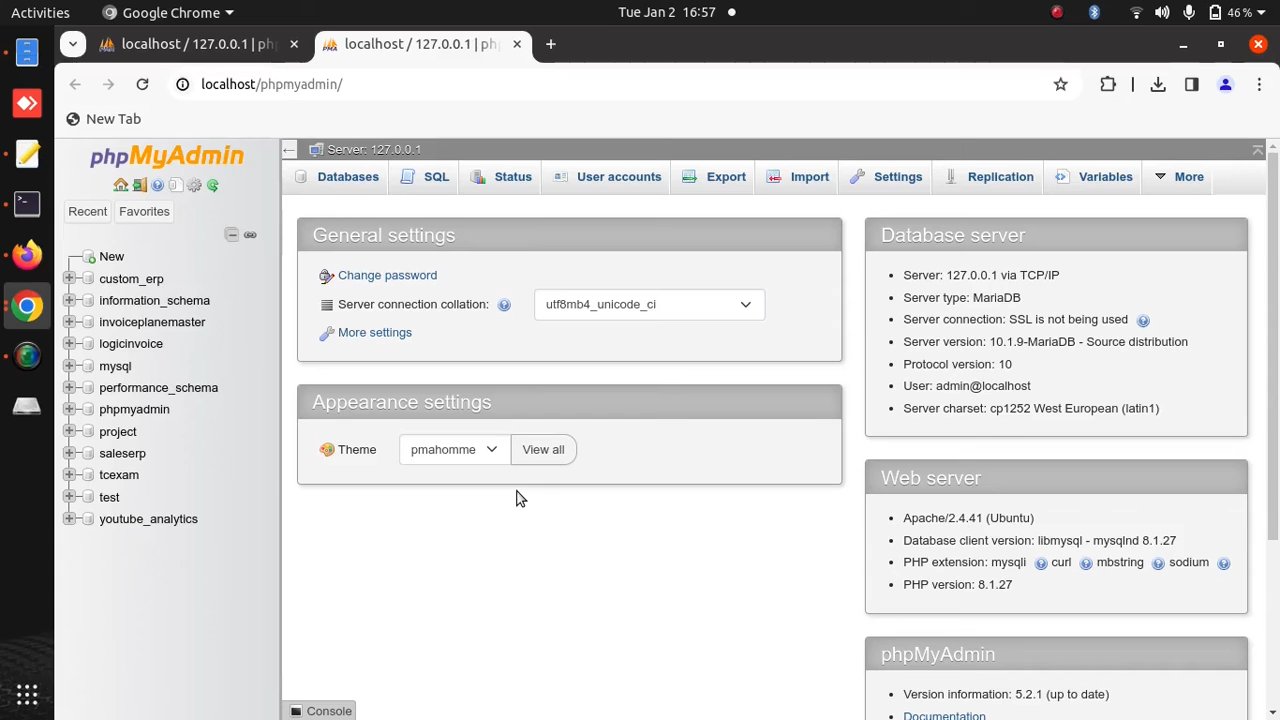 Activities
Google Chrome
Tue Jan 2 16:57
46 %
localhost / 127.0.0.1 | ph
localhost / 127.0.0.1 | ph
localhost/phpmyadmin/
New Tab
phpMyAdmin
Recent
Favorites
New
custom_erp
information_schema
invoiceplanemaster
logicinvoice
mysql
performance_schema
phpmyadmin
project
saleserp
tcexam
test
youtube_analytics
Server: 127.0.0.1
Databases
SQL
Status
User accounts
Export
Import
Settings
Replication
Variables
More
General settings
Change password
Server connection collation:
utf8mb4_unicode_ci
More settings
Appearance settings
Theme
pmahomme
View all
Database server
Server: 127.0.0.1 via TCP/IP
Server type: MariaDB
Server connection: SSL is not being used
Server version: 10.1.9-MariaDB - Source distribution
Protocol version: 10
User: admin@localhost
Server charset: cp1252 West European (latin1)
Web server
Apache/2.4.41 (Ubuntu)
Database client version: libmysql - mysqlnd 8.1.27
PHP extension: mysqli curl mbstring sodium
PHP version: 8.1.27
phpMyAdmin
Version information: 5.2.1 (up to date)
Documentation
Console